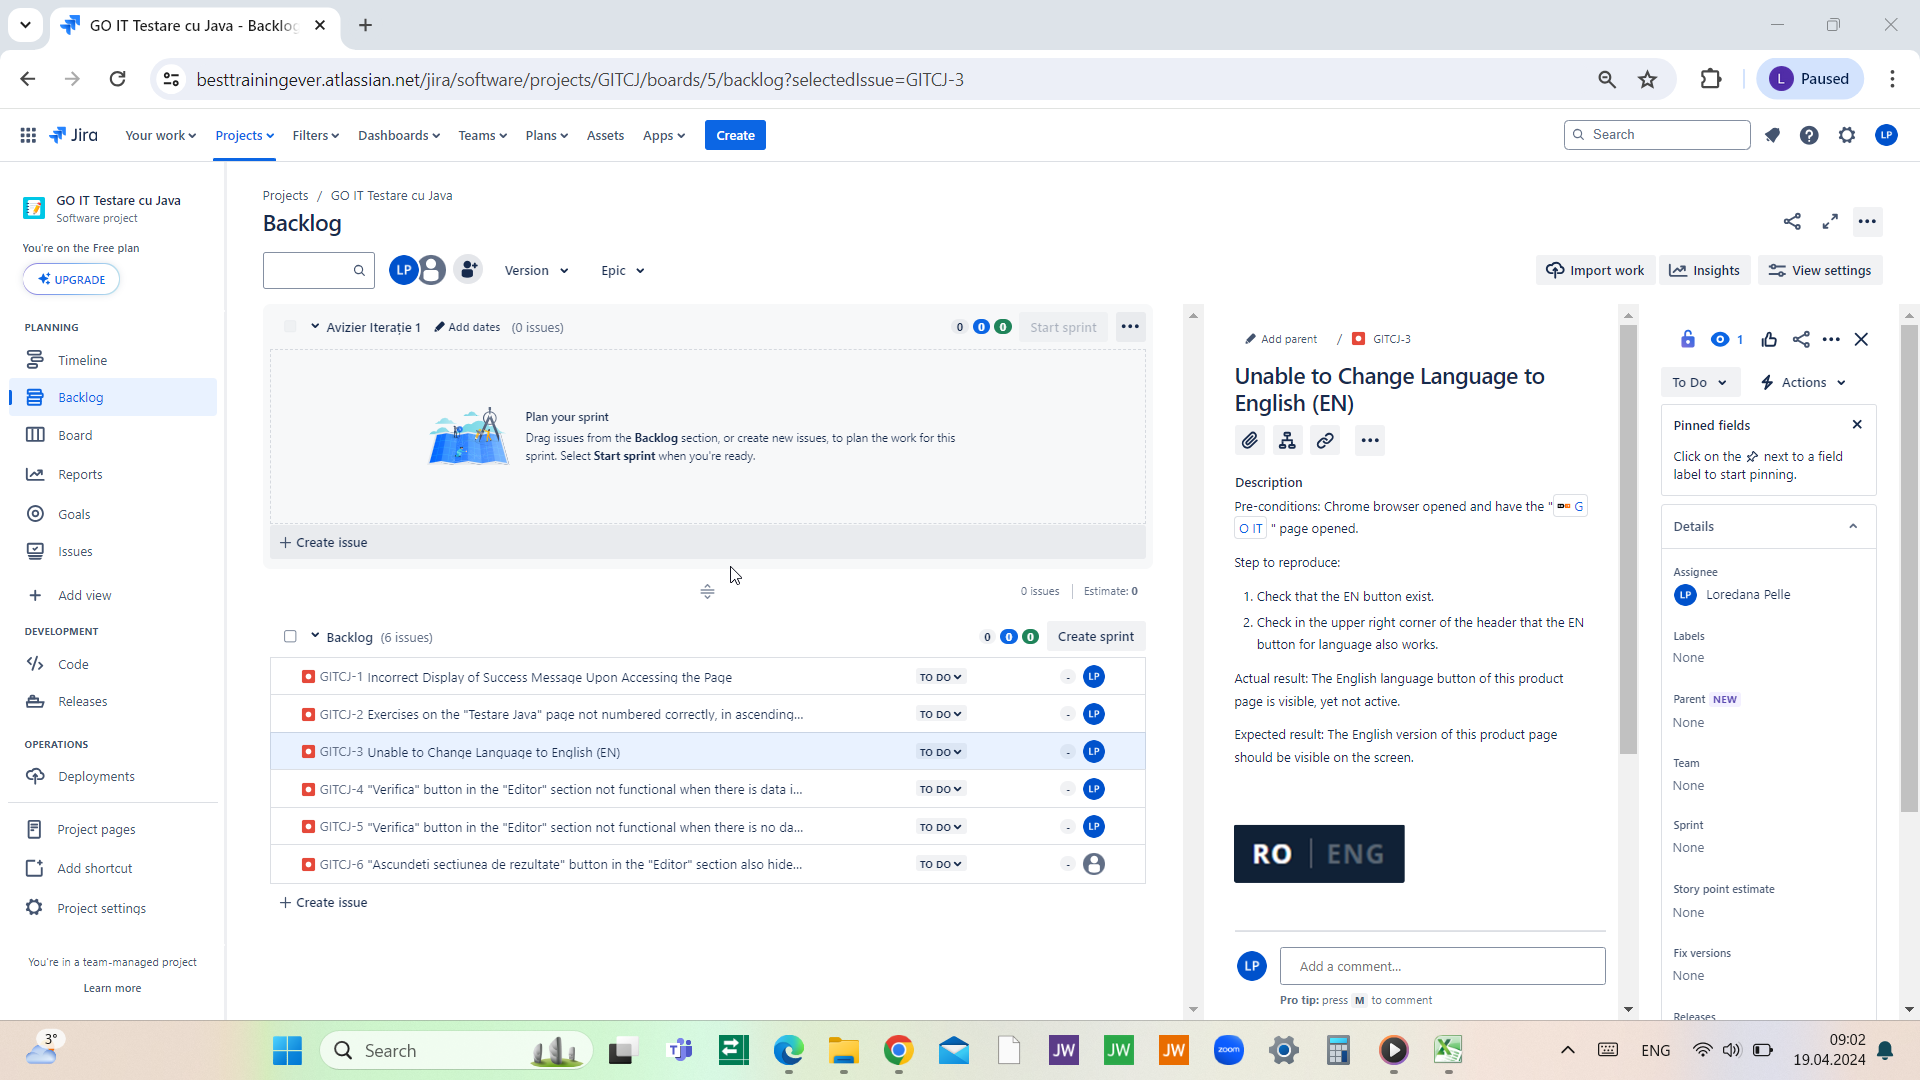 GO IT Testare cu Java - Backlog
besttrainingever.atlassian.net/jira/software/projects/GITCJ/boards/5/backlog?selectedIssue=GITCJ-3
L Paused
Jira Your work Projects Filters Dashboards Teams Plans Assets Apps Create Search LP
GO IT Testare cu Java
Software project
You're on the Free plan
UPGRADE
PLANNING
Timeline
Backlog
Board
Reports
Goals
Issues
Add view
DEVELOPMENT
Code
Releases
OPERATIONS
Deployments
Project pages
Add shortcut
Project settings
You're in a team-managed project
Learn more
Projects / GO IT Testare cu Java
Backlog
LP Version Epic
Import work Insights View settings
Avizier Iterație 1 Add dates (0 issues) 0 0 0 Start sprint
Plan your sprint
Drag issues from the Backlog section, or create new issues, to plan the work for this
sprint. Select Start sprint when you're ready.
+ Create issue
0 issues Estimate: 0
Backlog (6 issues) 0 0 0 Create sprint
GITCJ-1 Incorrect Display of Success Message Upon Accessing the Page TO DO - LP
GITCJ-2 Exercises on the "Testare Java" page not numbered correctly, in ascending... TO DO - LP
GITCJ-3 Unable to Change Language to English (EN) TO DO - LP
GITCJ-4 "Verifica" button in the "Editor" section not functional when there is data i... TO DO - LP
GITCJ-5 "Verifica" button in the "Editor" section not functional when there is no da... TO DO - LP
GITCJ-6 "Ascundeti sectiunea de rezultate" button in the "Editor" section also hide... TO DO -
+ Create issue
Add parent / GITCJ-3
Unable to Change Language to
English (EN)
Description
Pre-conditions: Chrome browser opened and have the " G
O IT " page opened.
Step to reproduce:
1. Check that the EN button exist.
2. Check in the upper right corner of the header that the EN
button for language also works.
Actual result: The English language button of this product
page is visible, yet not active.
Expected result: The English version of this product page
should be visible on the screen.
RO | ENG
LP Add a comment...
Pro tip: press M to comment
1
To Do Actions
Pinned fields
Click on the next to a field
label to start pinning.
Details
Assignee
LP Loredana Pelle
Labels
None
Parent NEW
None
Team
None
Sprint
None
Story point estimate
None
Fix versions
None
Releases
3°
Search
JW JW JW zoom
ENG
09:02
19.04.2024